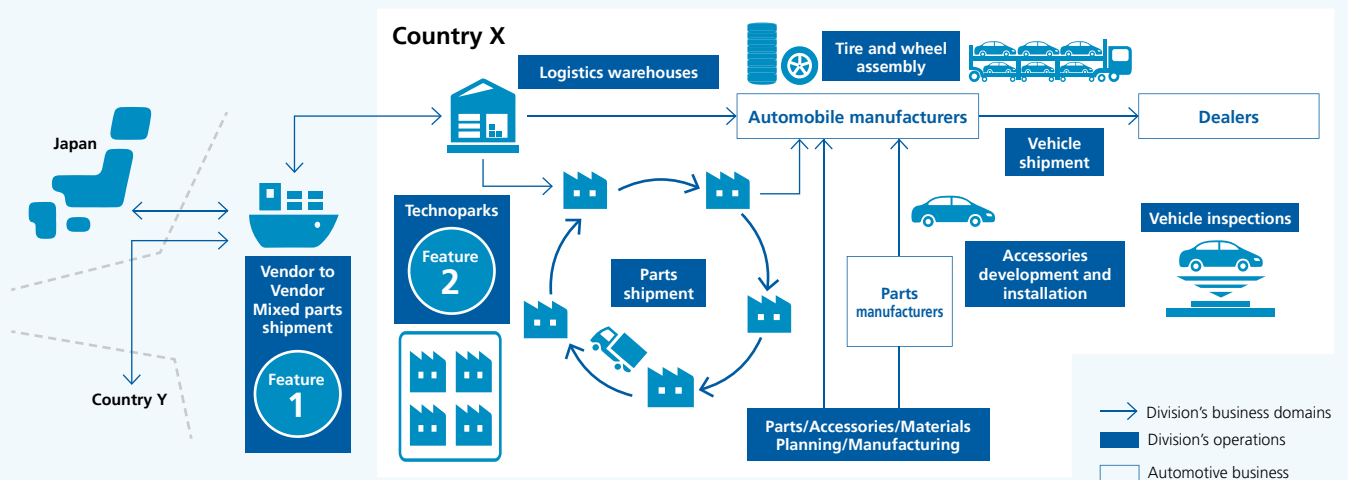 Country X
Logistics warehouses
Tire and wheel
assembly
Automobile manufacturers
Dealers
Vehicle
shipment
Japan
Technoparks
Feature
2
Parts
shipment
Vehicle inspections
Accessories
development and
installation
Parts
manufacturers
Vendor to
Vendor
Mixed parts
shipment
Feature
1
Country Y
Parts/Accessories/Materials
Planning/Manufacturing
Division's business domains
Division's operations
Automotive business